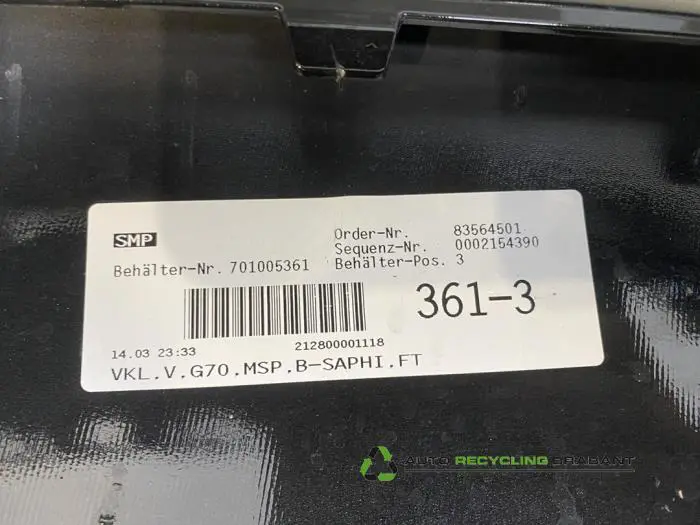 SMP
Order-Nr. 83564501
Sequenz-Nr. 0002154390
Behälter-Nr. 701005361 Behälter-Pos. 3
361-3
212800001118
14.03 23:33
VKL.V.G70.MSP.B-SAPHI.FT
AUTO RECYCLING BRABANT